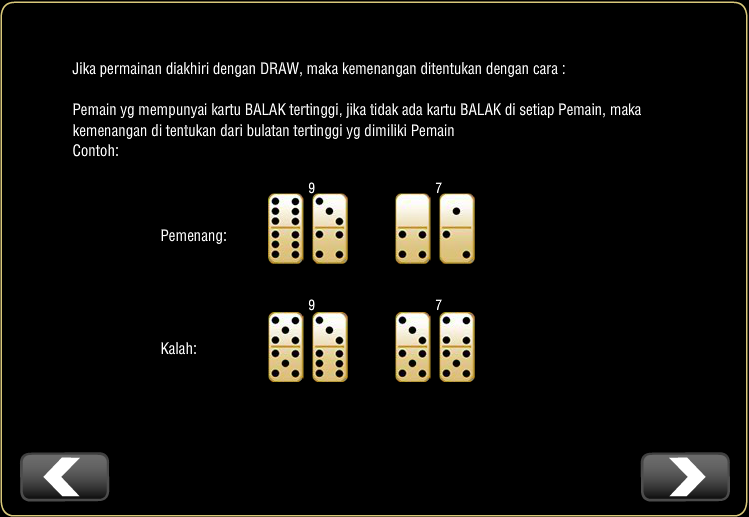 Jika permainan diakhiri dengan DRAW, maka kemenangan ditentukan dengan cara :
Pemain yg mempunyai kartu BALAK tertinggi, jika tidak ada kartu BALAK di setiap Pemain, maka
kemenangan di tentukan dari bulatan tertinggi yg dimiliki Pemain
Contoh:
9 7
Pemenang:
9 7
Kalah: